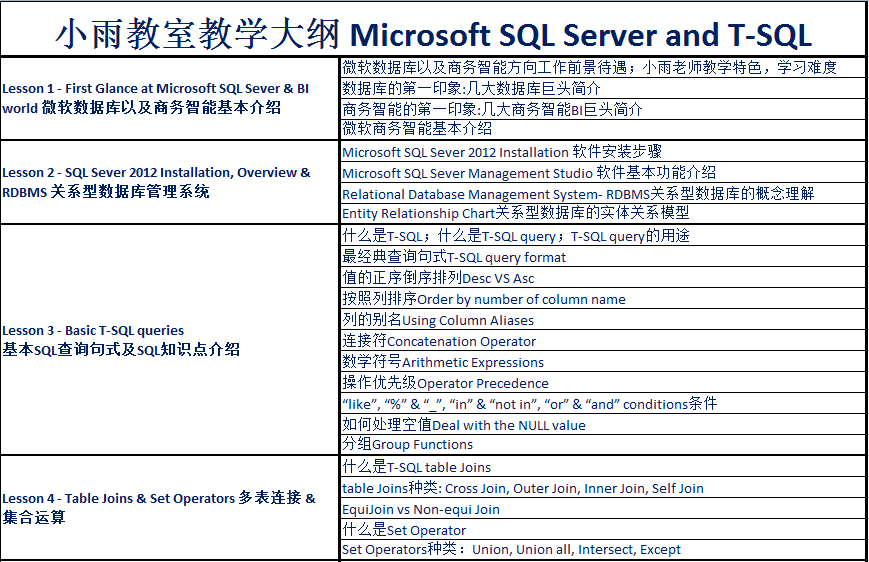 小雨教室教学大纲 Microsoft SQL Server and T-SQL
Lesson 1 - First Glance at Microsoft SQL Sever & BI
world 微软数据库以及商务智能基本介绍
微软数据库以及商务智能方向工作前景待遇；小雨老师教学特色，学习难度
数据库的第一印象:几大数据库巨头简介
商务智能的第一印象:几大商务智能BI巨头简介
微软商务智能基本介绍
Lesson 2 - SQL Sever 2012 Installation, Overview &
RDBMS 关系型数据库管理系统
Microsoft SQL Sever 2012 Installation 软件安装步骤
Microsoft SQL Sever Management Studio 软件基本功能介绍
Relational Database Management System- RDBMS关系型数据库的概念理解
Entity Relationship Chart关系型数据库的实体关系模型
Lesson 3 - Basic T-SQL queries
基本SQL查询句式及SQL知识点介绍
什么是T-SQL；什么是T-SQL query；T-SQL query的用途
最经典查询句式T-SQL query format
值的正序倒序排列Desc VS Asc
按照列排序Order by number of column name
列的别名Using Column Aliases
连接符Concatenation Operator
数学符号Arithmetic Expressions
操作优先级Operator Precedence
“like”, “%” & “_”, “in” & “not in”, “or” & “and” conditions条件
如何处理空值Deal with the NULL value
分组Group Functions
Lesson 4 - Table Joins & Set Operators 多表连接 &
集合运算
什么是T-SQL table Joins
table Joins种类: Cross Join, Outer Join, Inner Join, Self Join
EquiJoin vs Non-equi Join
什么是Set Operator
Set Operators种类：Union, Union all, Intersect, Except